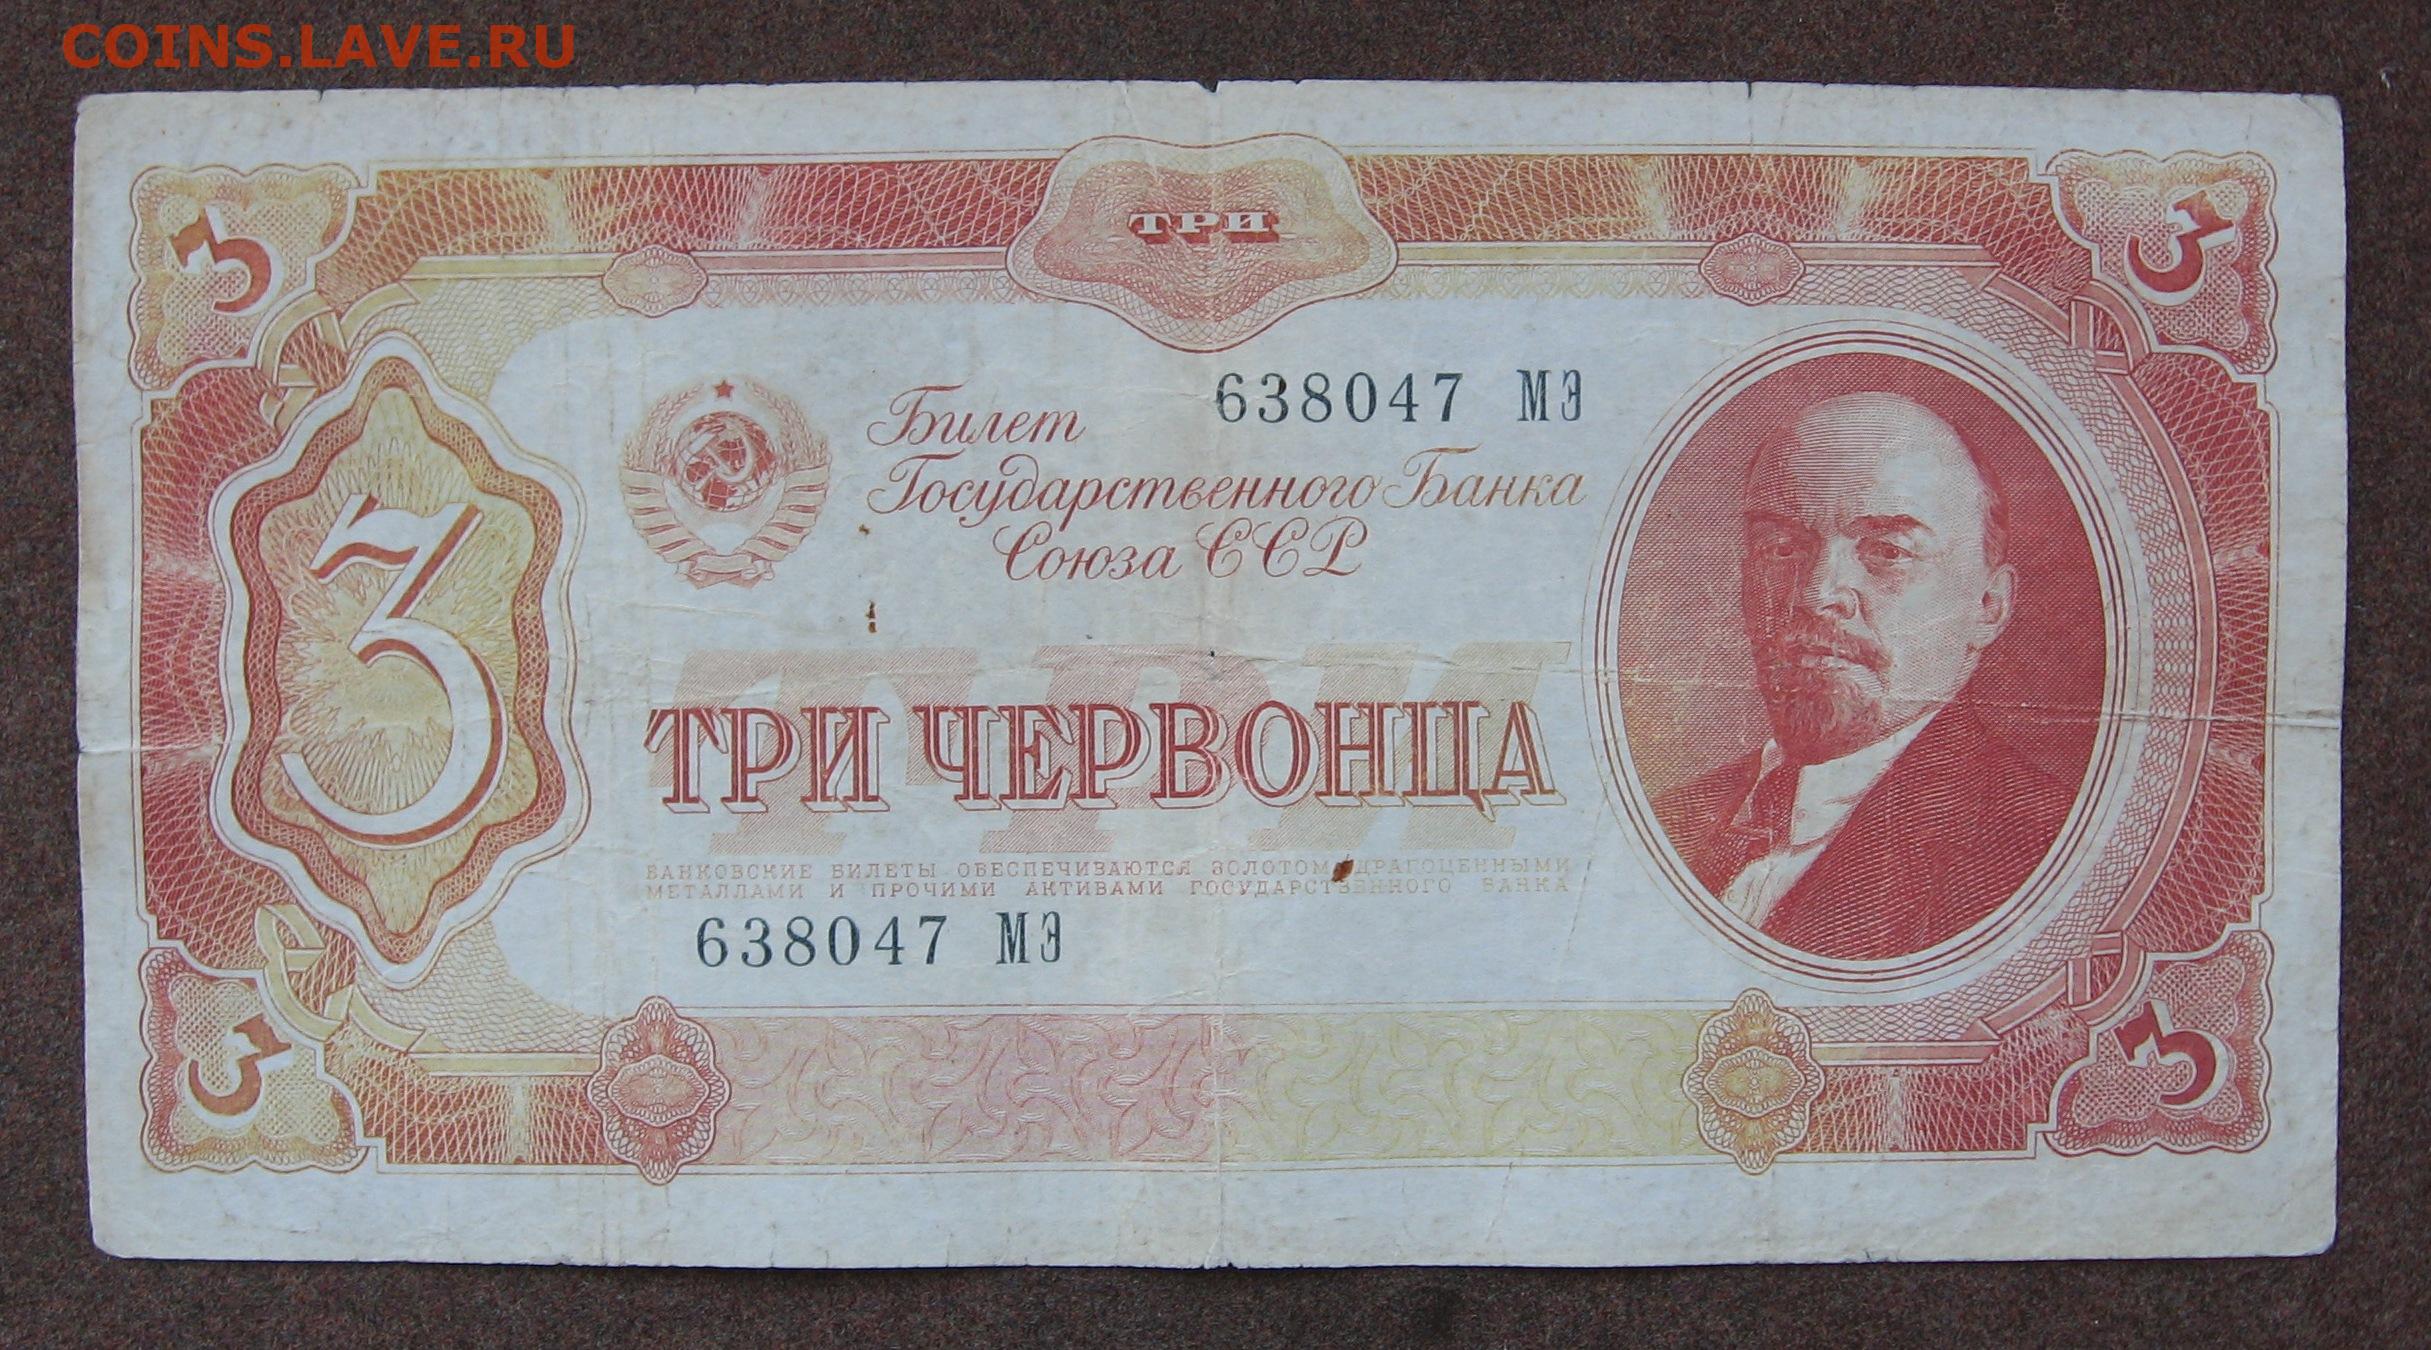 COINS.LAVE.RU
3
ТРИ
3
638047 МЭ
Билет
Государственного Банка
Союза ССР
3
ТРИ
ТРИ ЧЕРВОНЦА
БАНКОВСКИЕ БИЛЕТЫ ОБЕСПЕЧИВАЮТСЯ ЗОЛОТОМ, ДРАГОЦЕННЫМИ
МЕТАЛЛАМИ И ПРОЧИМИ АКТИВАМИ ГОСУДАРСТВЕННОГО БАНКА
638047 МЭ
3
3